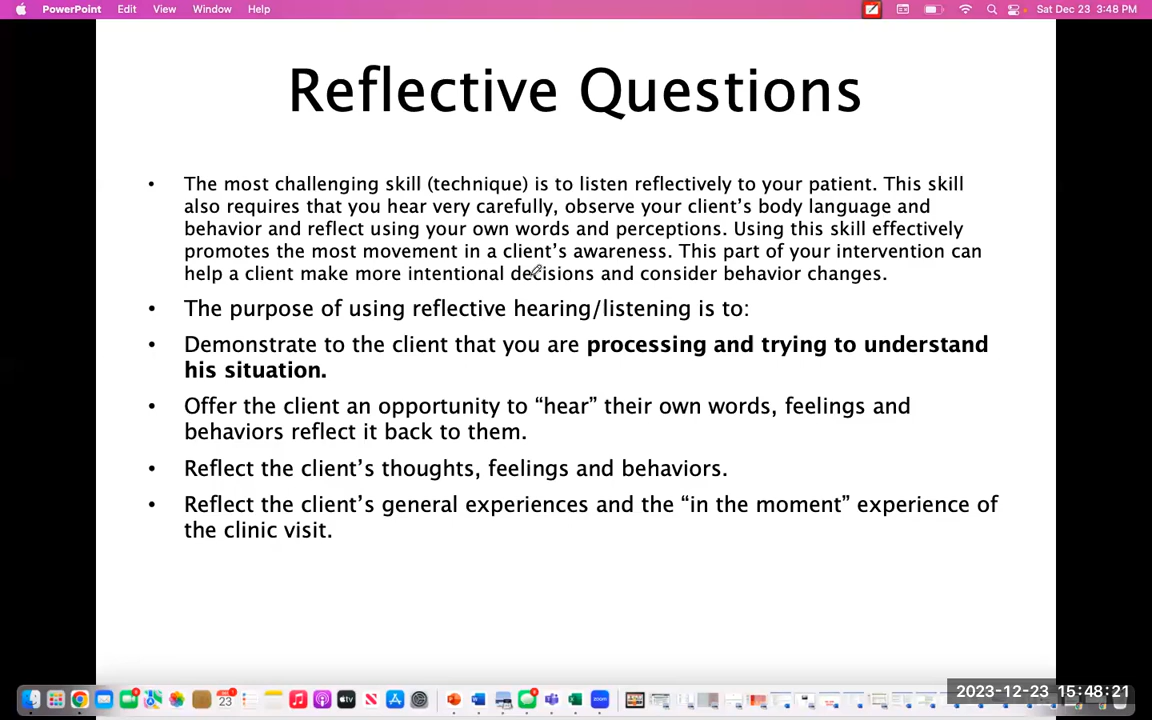 PowerPoint Edit View Window Help Sat Dec 23 3:48 PM
Reflective Questions
• The most challenging skill (technique) is to listen reflectively to your patient. This skill
also requires that you hear very carefully, observe your client’s body language and
behavior and reflect using your own words and perceptions. Using this skill effectively
promotes the most movement in a client’s awareness. This part of your intervention can
help a client make more intentional decisions and consider behavior changes.
• The purpose of using reflective hearing/listening is to:
• Demonstrate to the client that you are processing and trying to understand
his situation.
• Offer the client an opportunity to “hear” their own words, feelings and
behaviors reflect it back to them.
• Reflect the client’s thoughts, feelings and behaviors.
• Reflect the client’s general experiences and the “in the moment” experience of
the clinic visit.
2023-12-23 15:48:21